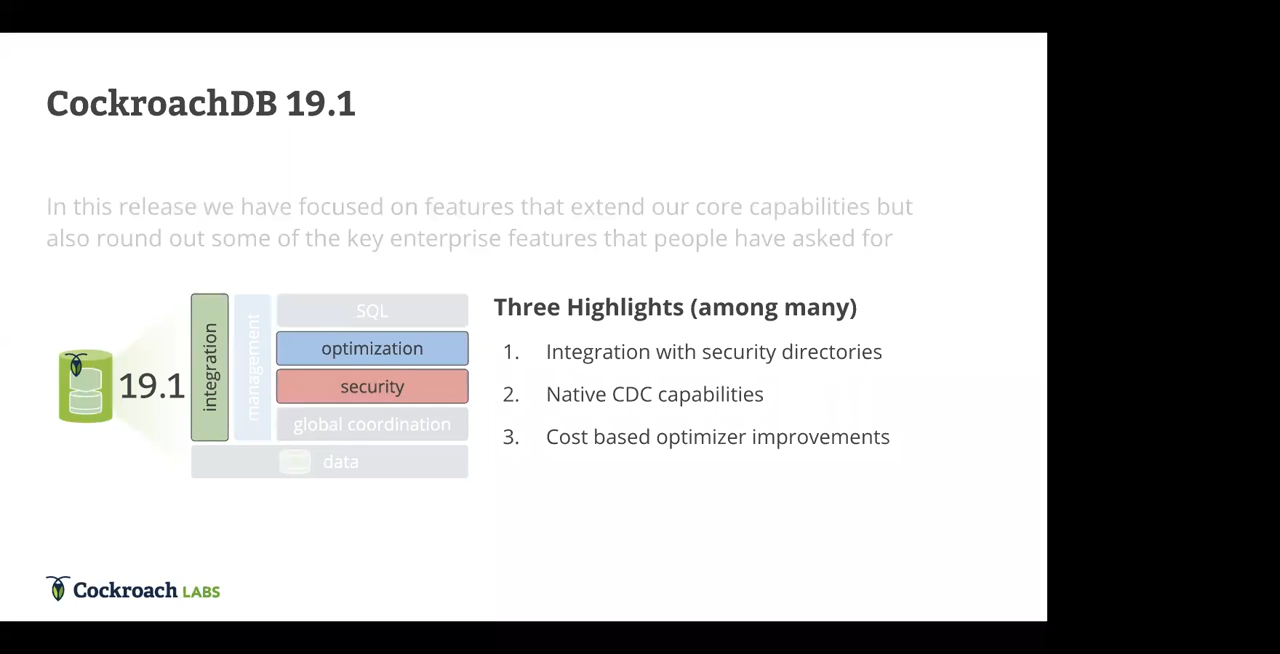 CockroachDB 19.1
In this release we have focused on features that extend our core capabilities but
also round out some of the key enterprise features that people have asked for
19.1
integration
management
SQL
optimization
security
global coordination
data
Three Highlights (among many)
1. Integration with security directories
2. Native CDC capabilities
3. Cost based optimizer improvements
Cockroach LABS